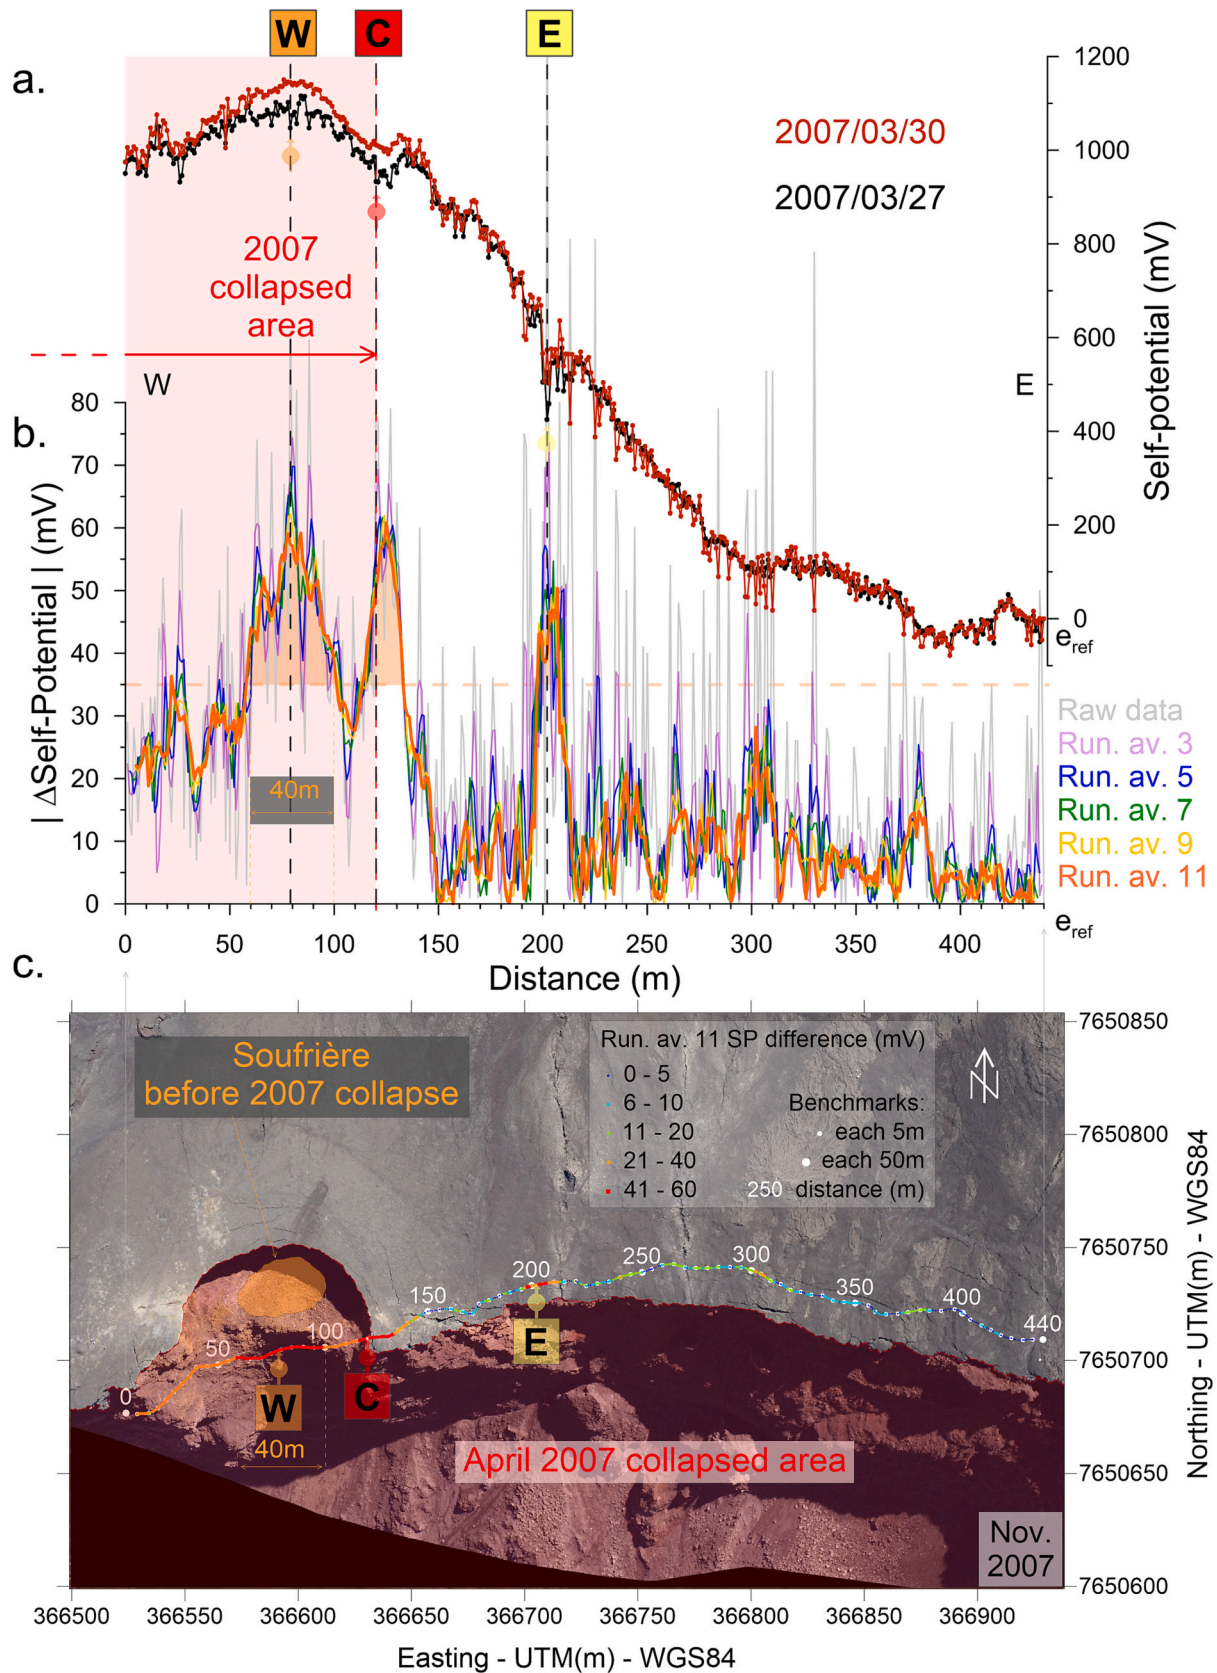 W C E
a.
1200
1000
800
600
400
200
0
e_ref
Self-potential (mV)
2007/03/30
2007/03/27
2007
collapsed
area
W E
b.
80
70
60
50
40
30
20
10
0
| ΔSelf-Potential | (mV)
40m
Raw data
Run. av. 3
Run. av. 5
Run. av. 7
Run. av. 9
Run. av. 11
e_ref
0 50 100 150 200 250 300 350 400
Distance (m)
c.
Soufrière
before 2007 collapse
Run. av. 11 SP difference (mV)
0 - 5
6 - 10
11 - 20
21 - 40
41 - 60
Benchmarks:
each 5m
each 50m
250 distance (m)
N
7650850
7650800
7650750
7650700
7650650
7650600
Northing - UTM(m) - WGS84
0 50 100 150 200 250 300 350 400 440
W C E
40m
April 2007 collapsed area
Nov.
2007
366500 366550 366600 366650 366700 366750 366800 366850 366900
Easting - UTM(m) - WGS84